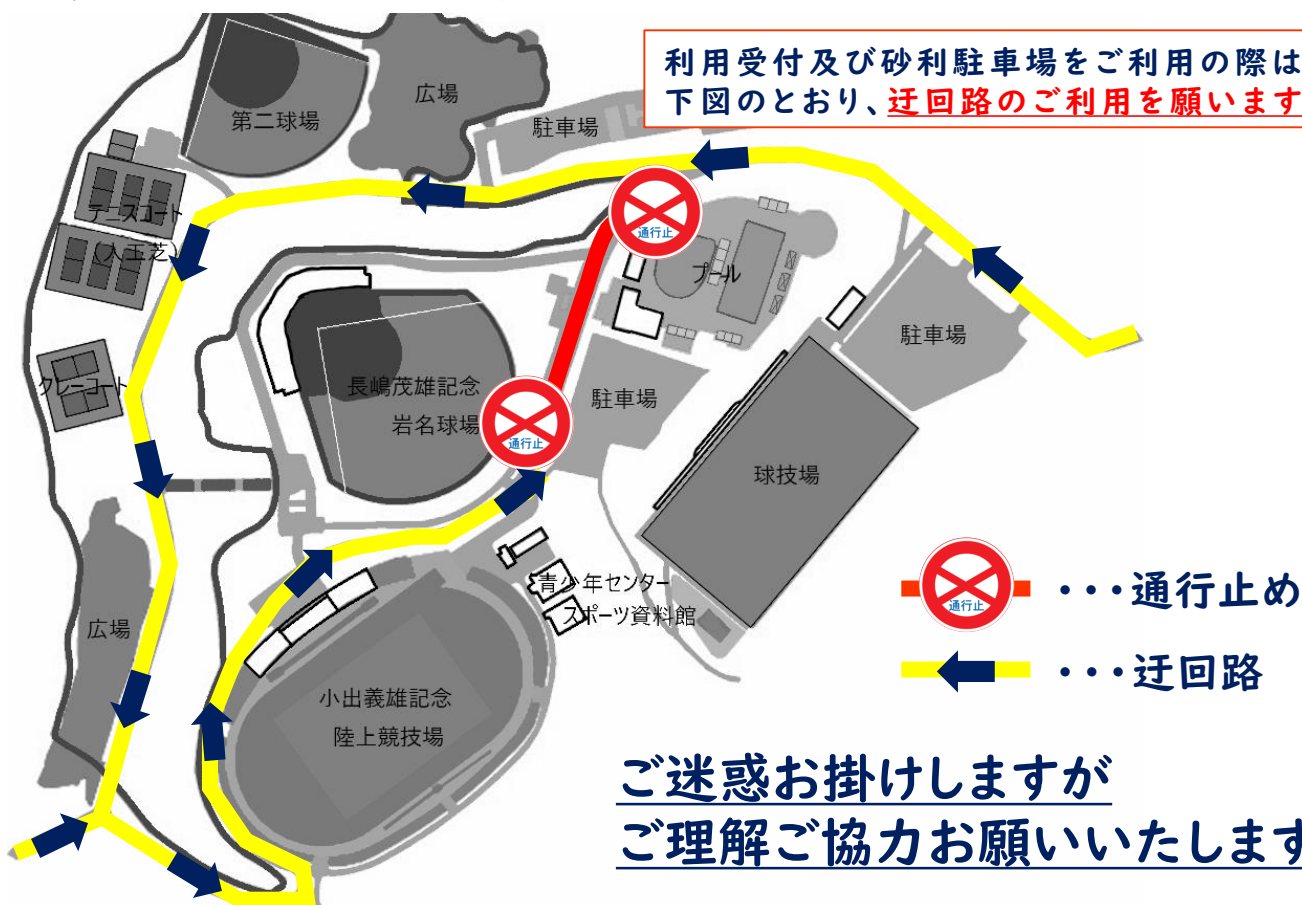 利用受付及び砂利駐車場をご利用の際は
下図のとおり、迂回路のご利用を願います
広場
第二球場
駐車場
テニスコート
(人工芝)
通行止
プール
駐車場
クレーコート
長嶋茂雄記念
岩名球場
駐車場
通行止
球技場
青少年センター
スポーツ資料館
通行止
・・・通行止め
広場
・・・迂回路
小出義雄記念
陸上競技場
ご迷惑お掛けしますが
ご理解ご協力お願いいたします